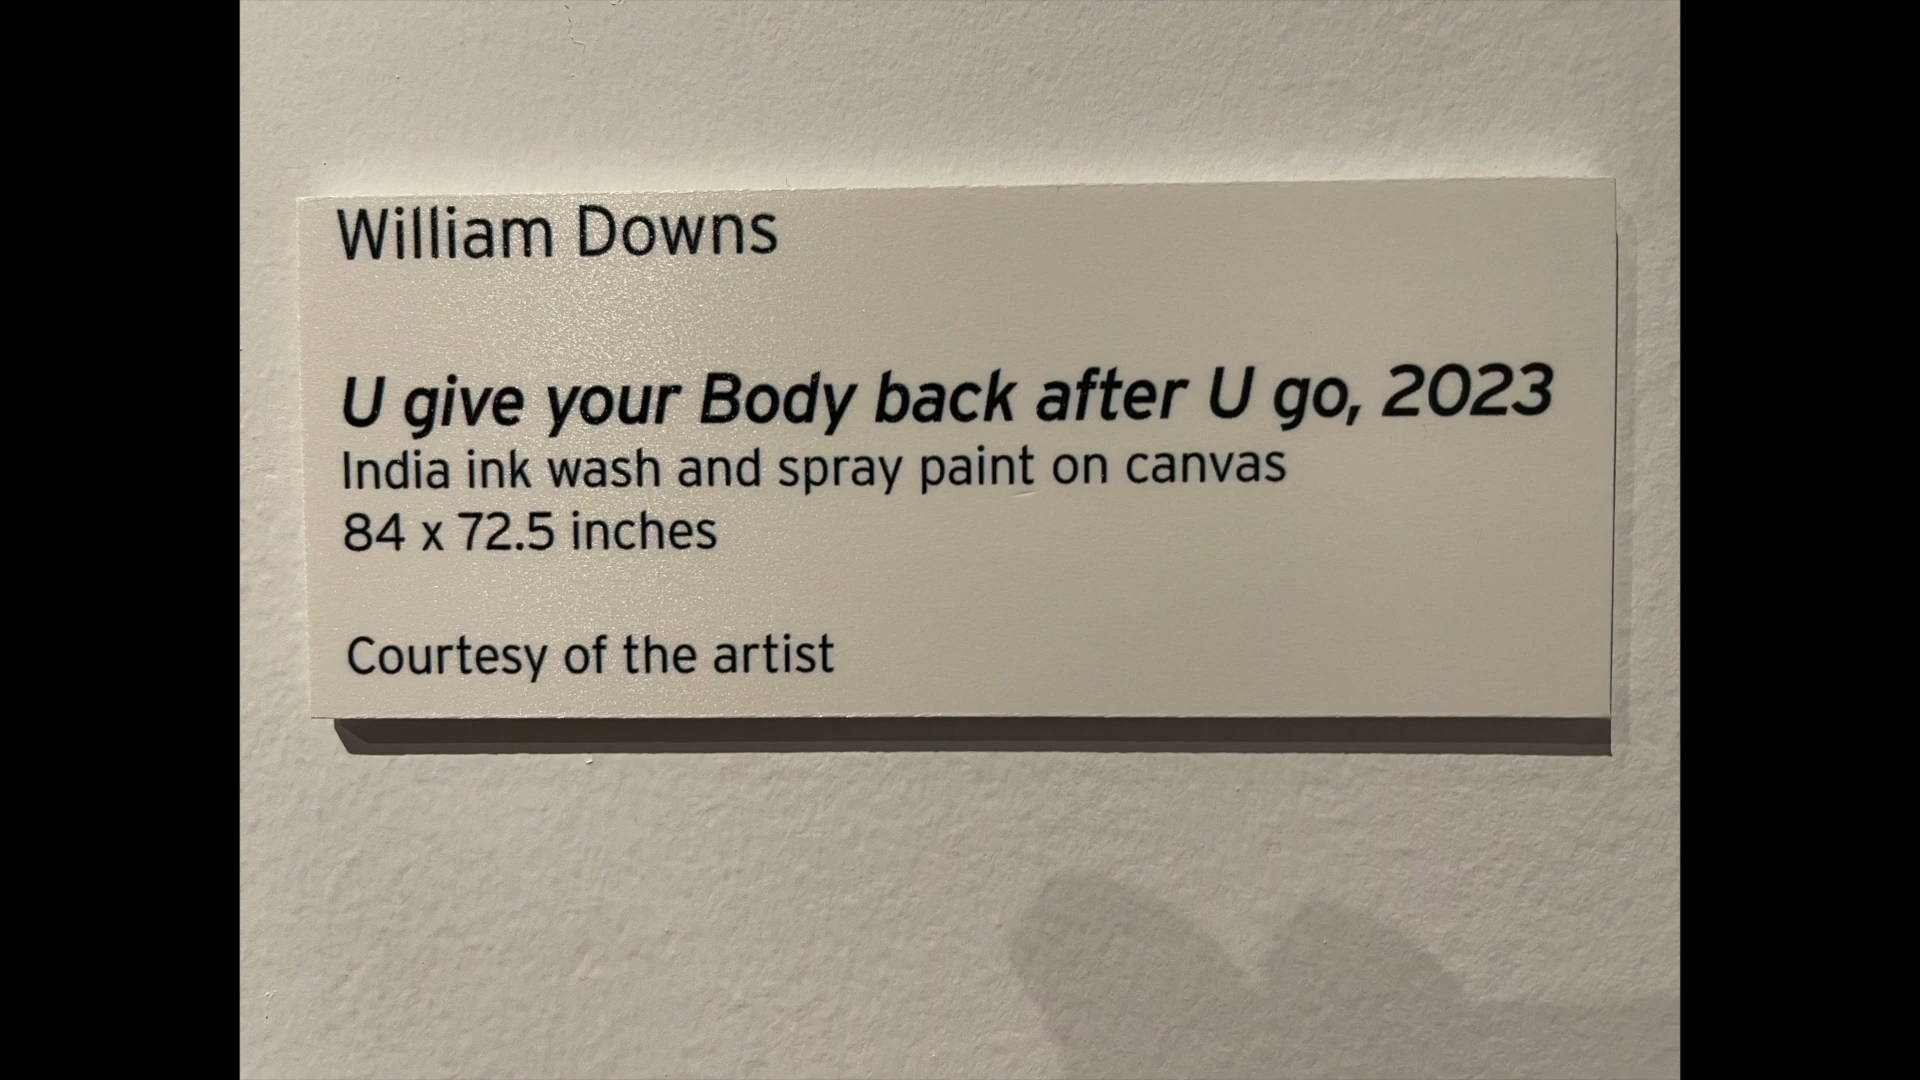 William Downs
U give your Body back after U go, 2023
India ink wash and spray paint on canvas
84 x 72.5 inches
Courtesy of the artist